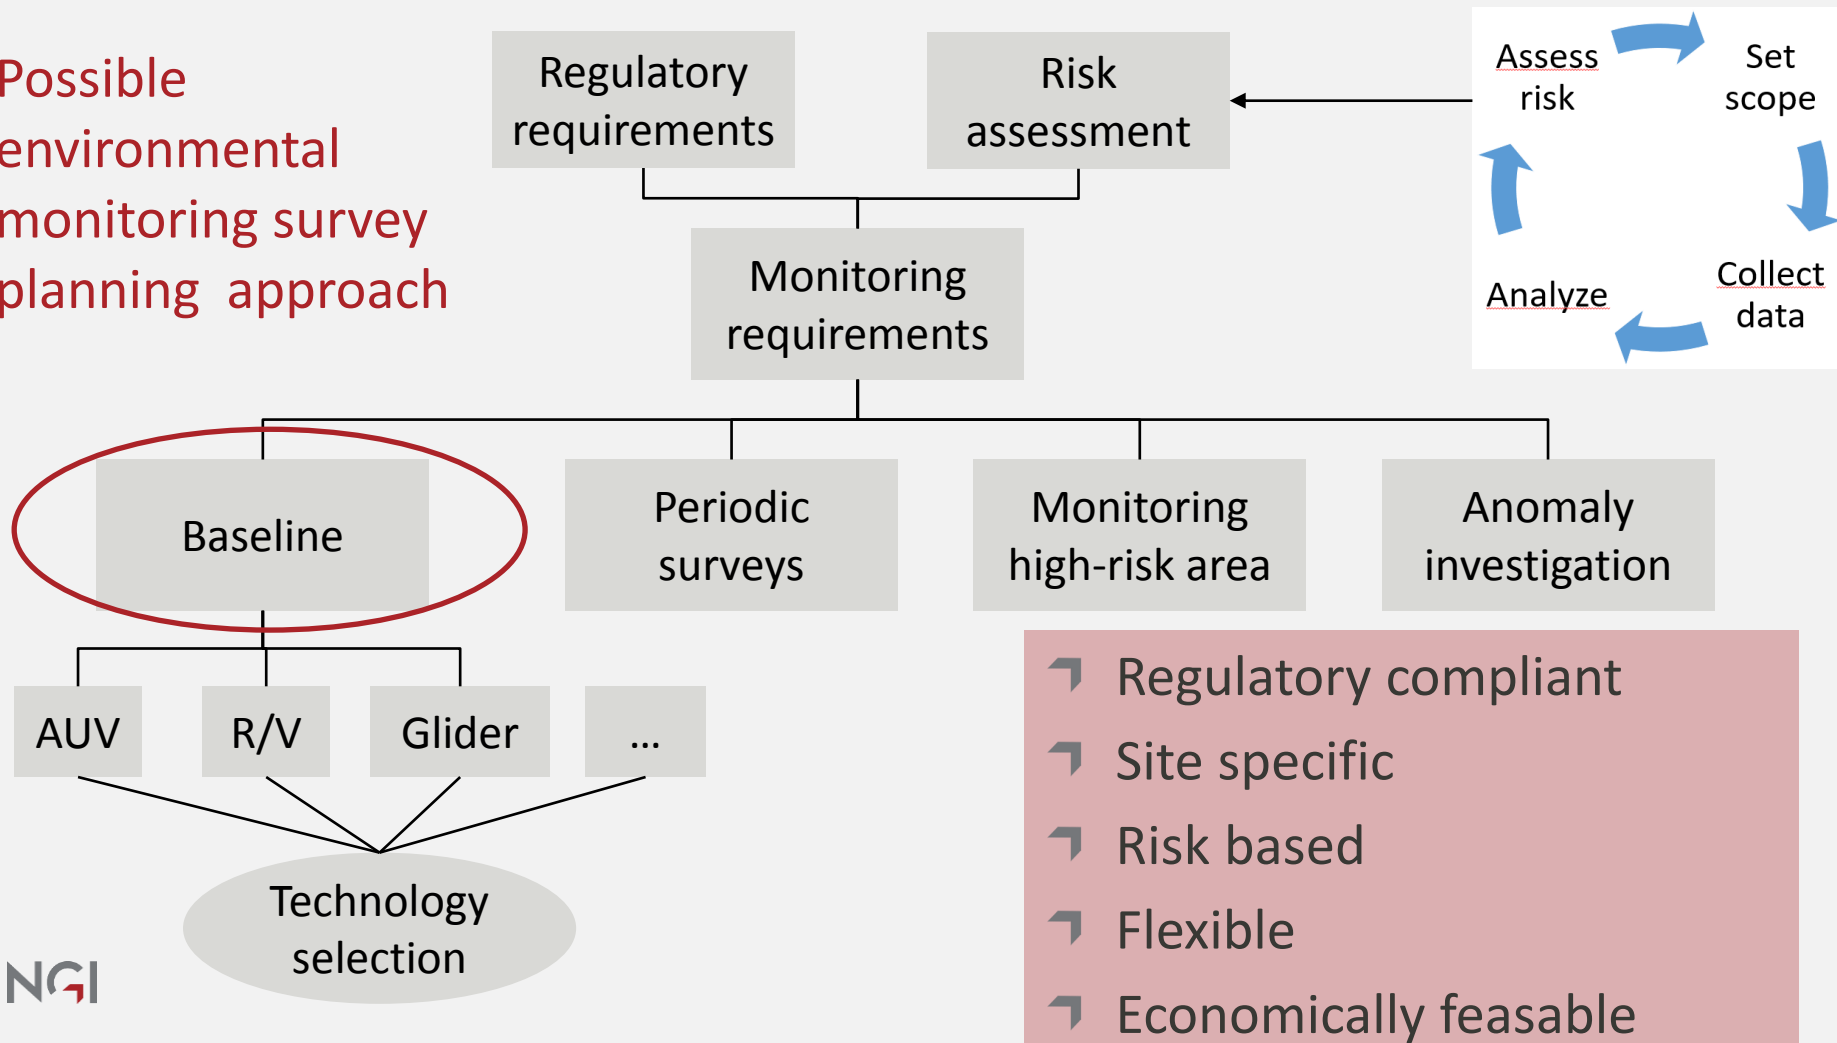 Possible
environmental
monitoring survey
planning approach
Regulatory
requirements
Risk
assessment
Assess
risk
Set
scope
Collect
data
Analyze
Monitoring
requirements
Baseline
Periodic
surveys
Monitoring
high-risk area
Anomaly
investigation
AUV
R/V
Glider
...
Technology
selection
Regulatory compliant
Site specific
Risk based
Flexible
Economically feasable
NGI